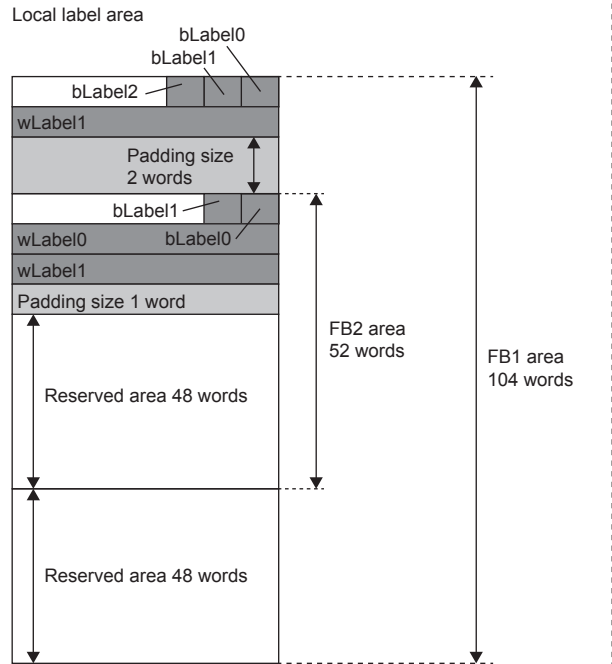 Local label area
bLabel0
bLabel1
bLabel2
wLabel1
Padding size
2 words
bLabel1
wLabel0
bLabel0
wLabel1
Padding size 1 word
FB2 area
52 words
FB1 area
104 words
Reserved area 48 words
Reserved area 48 words